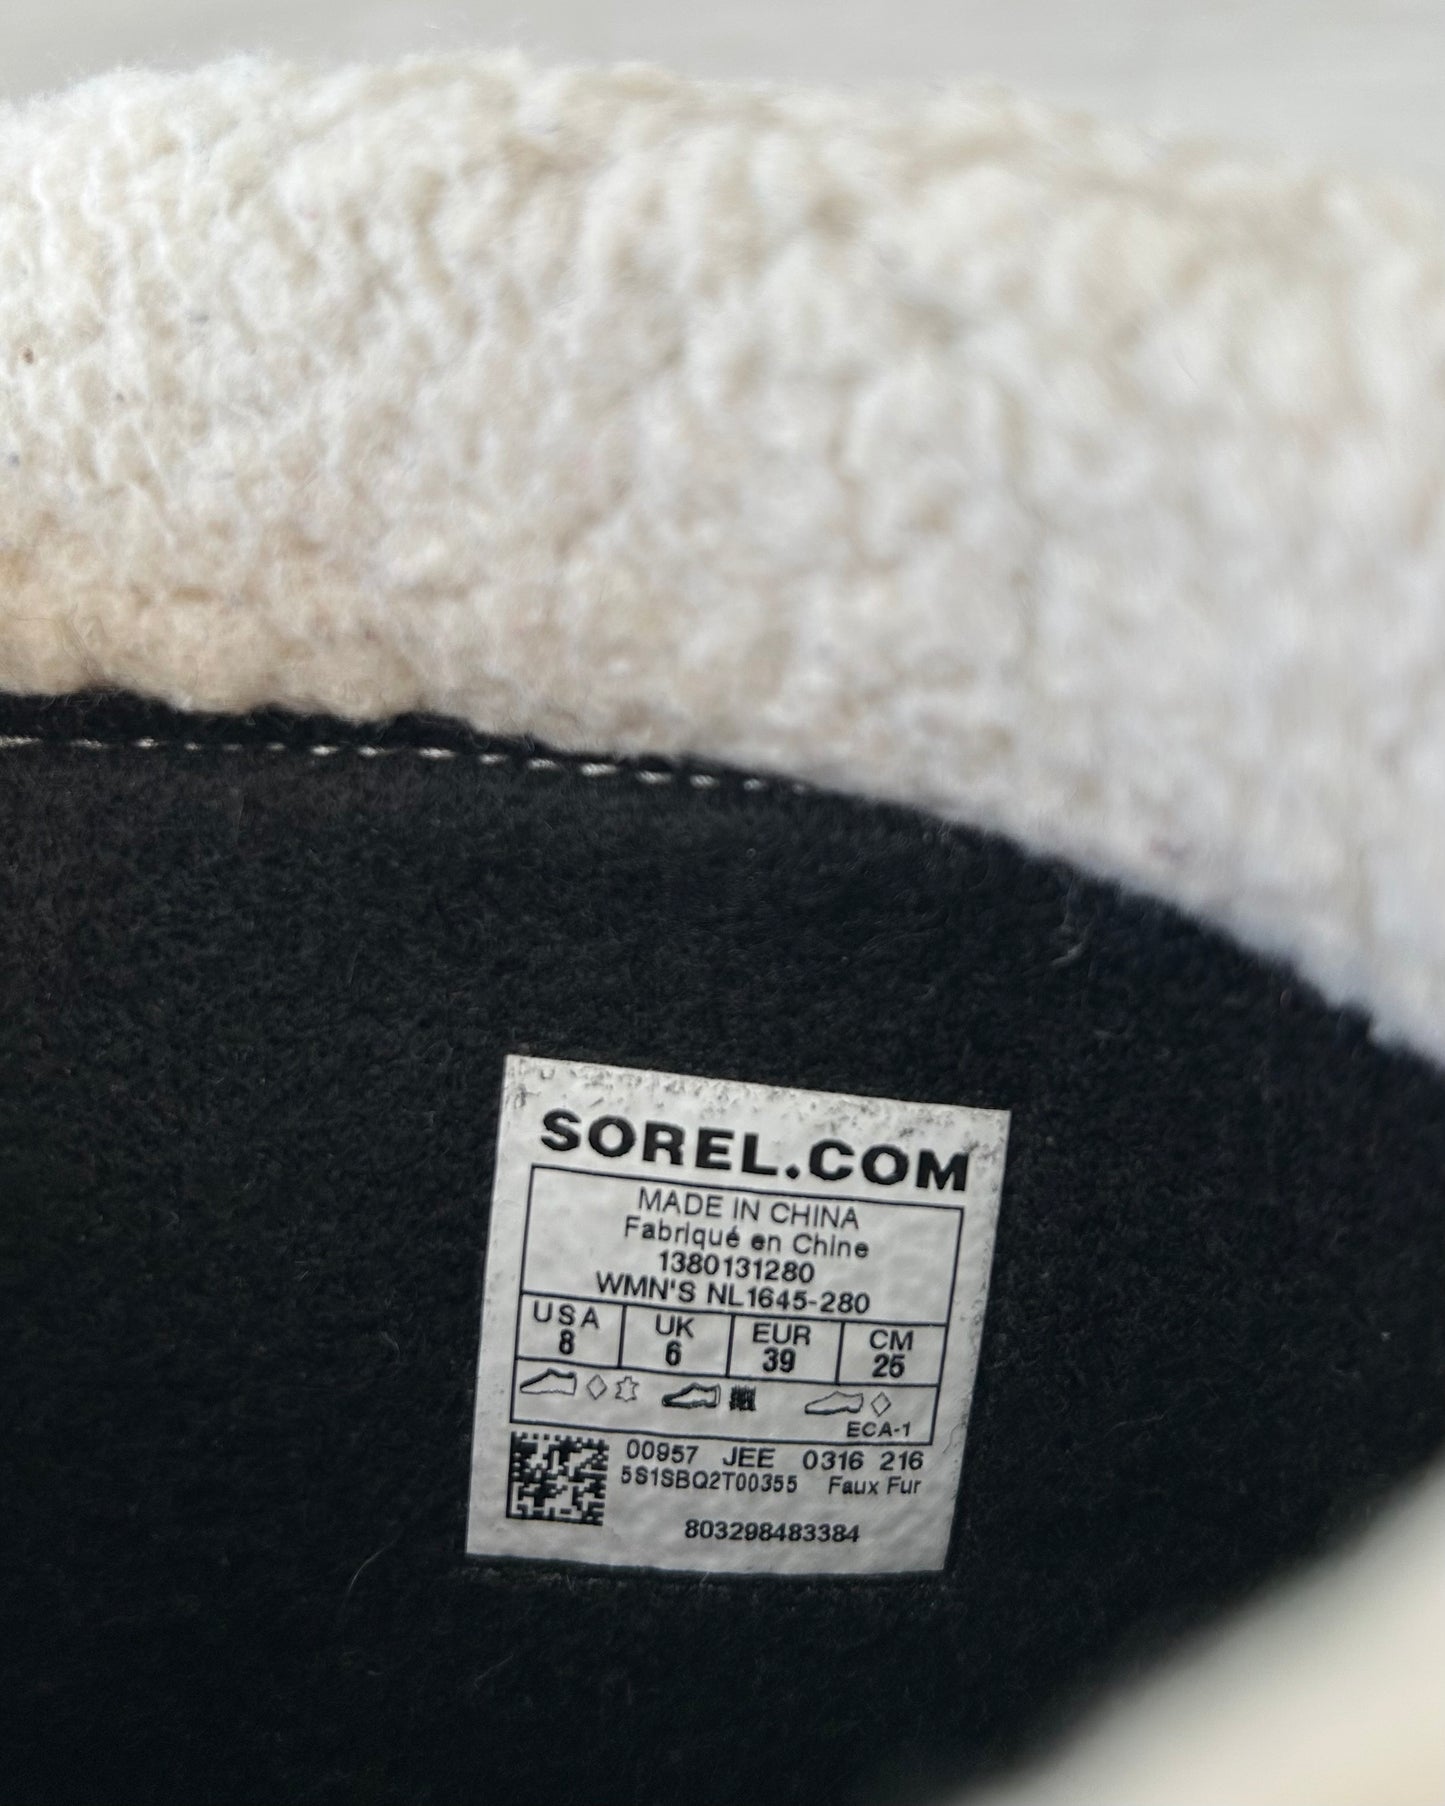 SOREL.COM
MADE IN CHINA
Fabriqué en Chine
1380131280
WMN'S NL1645-280
USA UK EUR CM
8 6 39 25
ECA-1
00957 JEE 0316 216
5S1SBQ2T00355 Faux Fur
803298483384